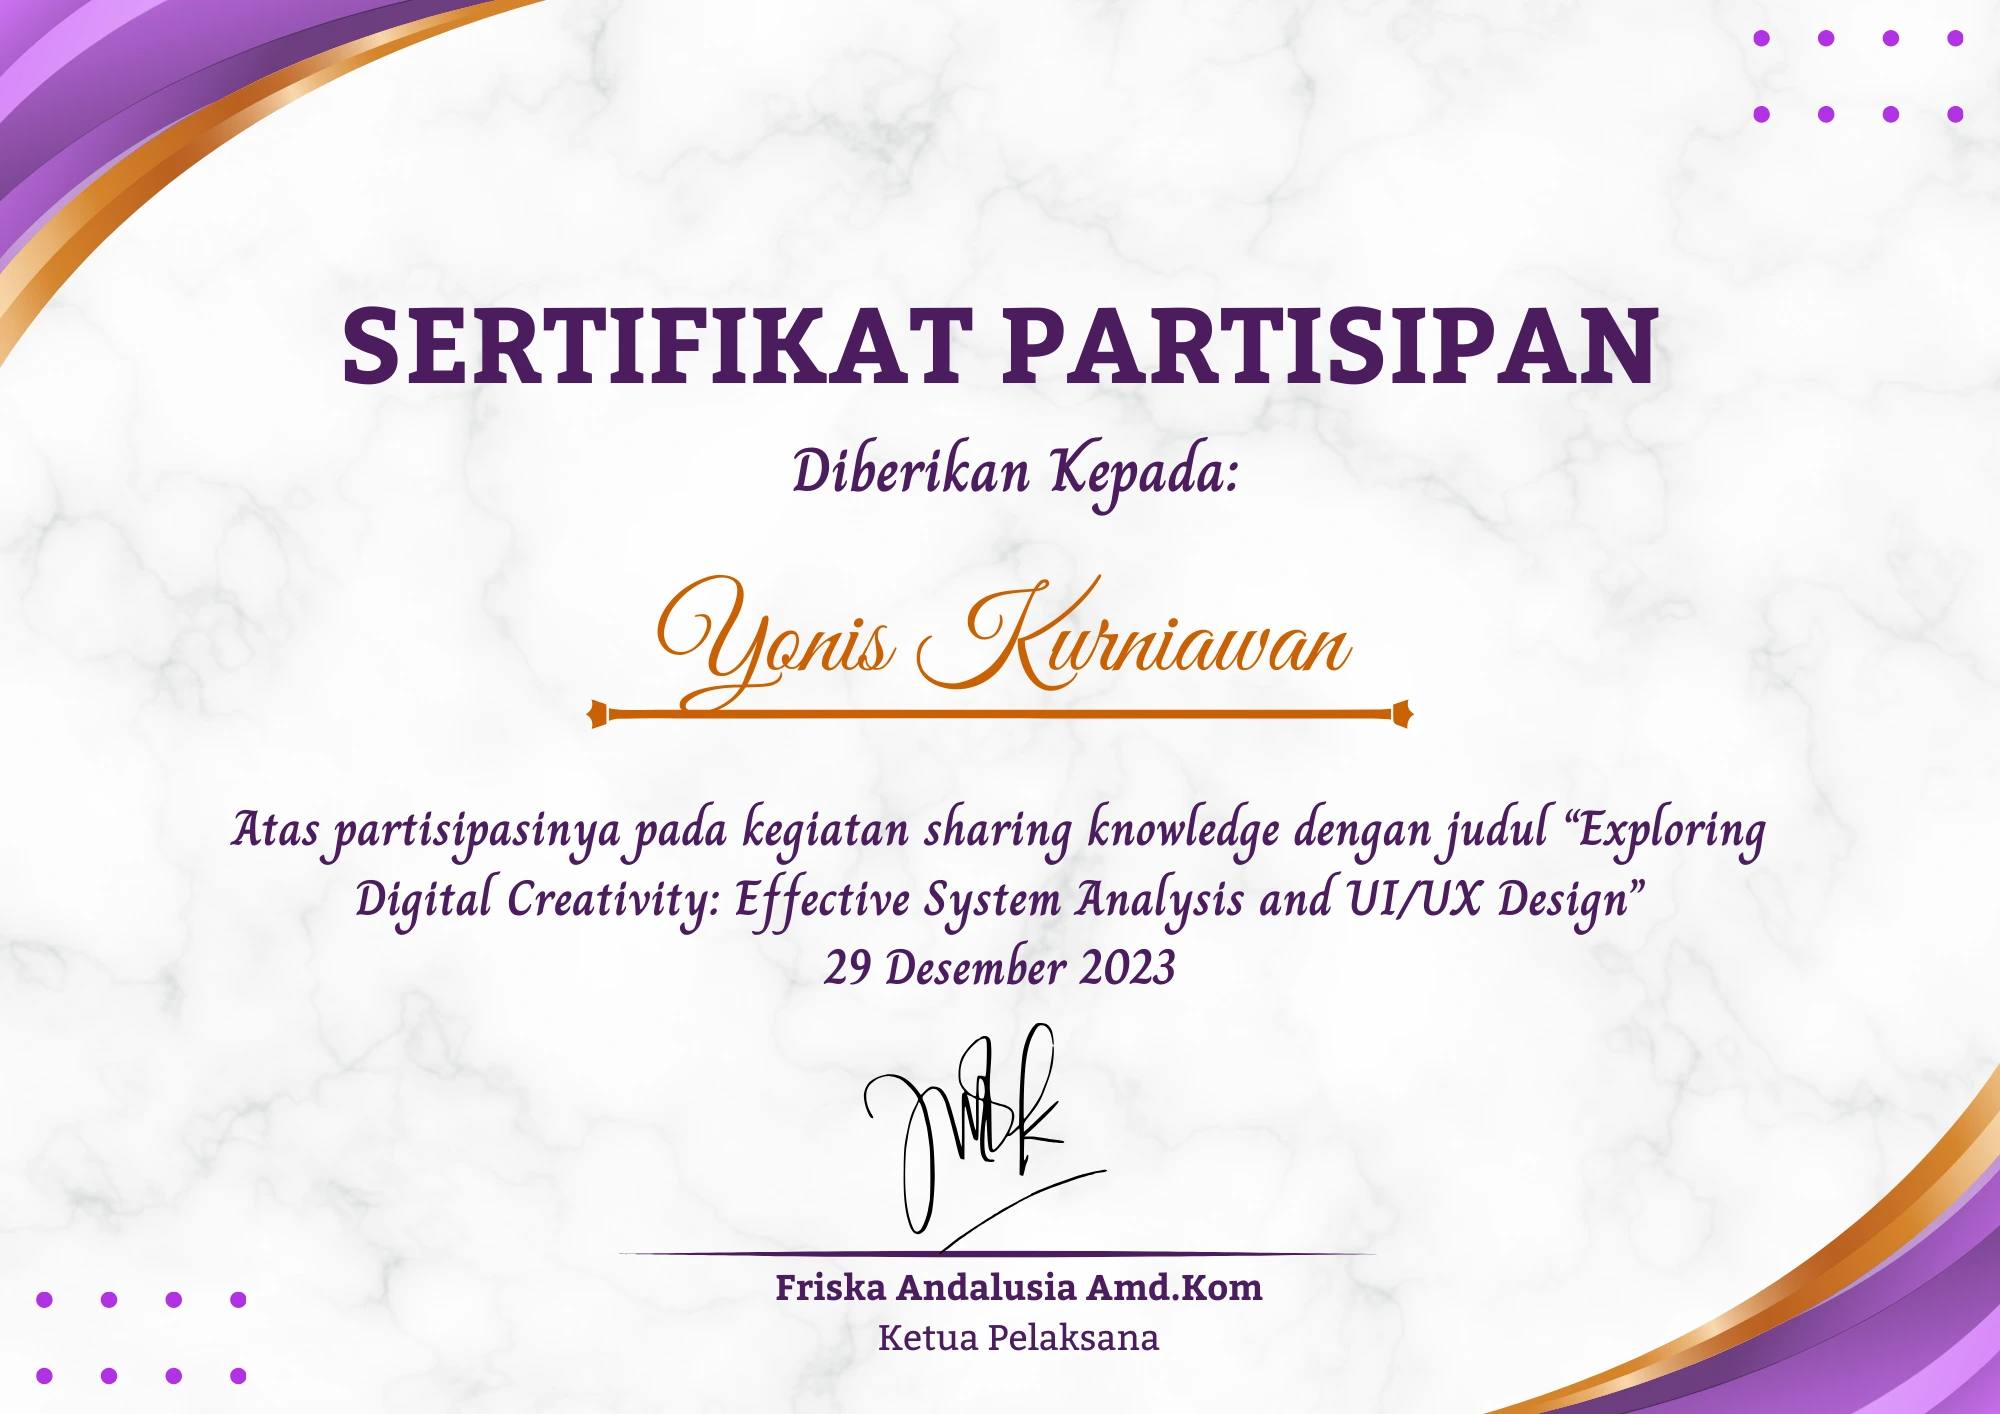 SERTIFIKAT PARTISIPAN
Diberikan Kepada:
Yonis Kurniawan
Atas partisipasinya pada kegiatan sharing knowledge dengan judul “Exploring
Digital Creativity: Effective System Analysis and UI/UX Design”
29 Desember 2023
Friska Andalusia Amd.Kom
Ketua Pelaksana